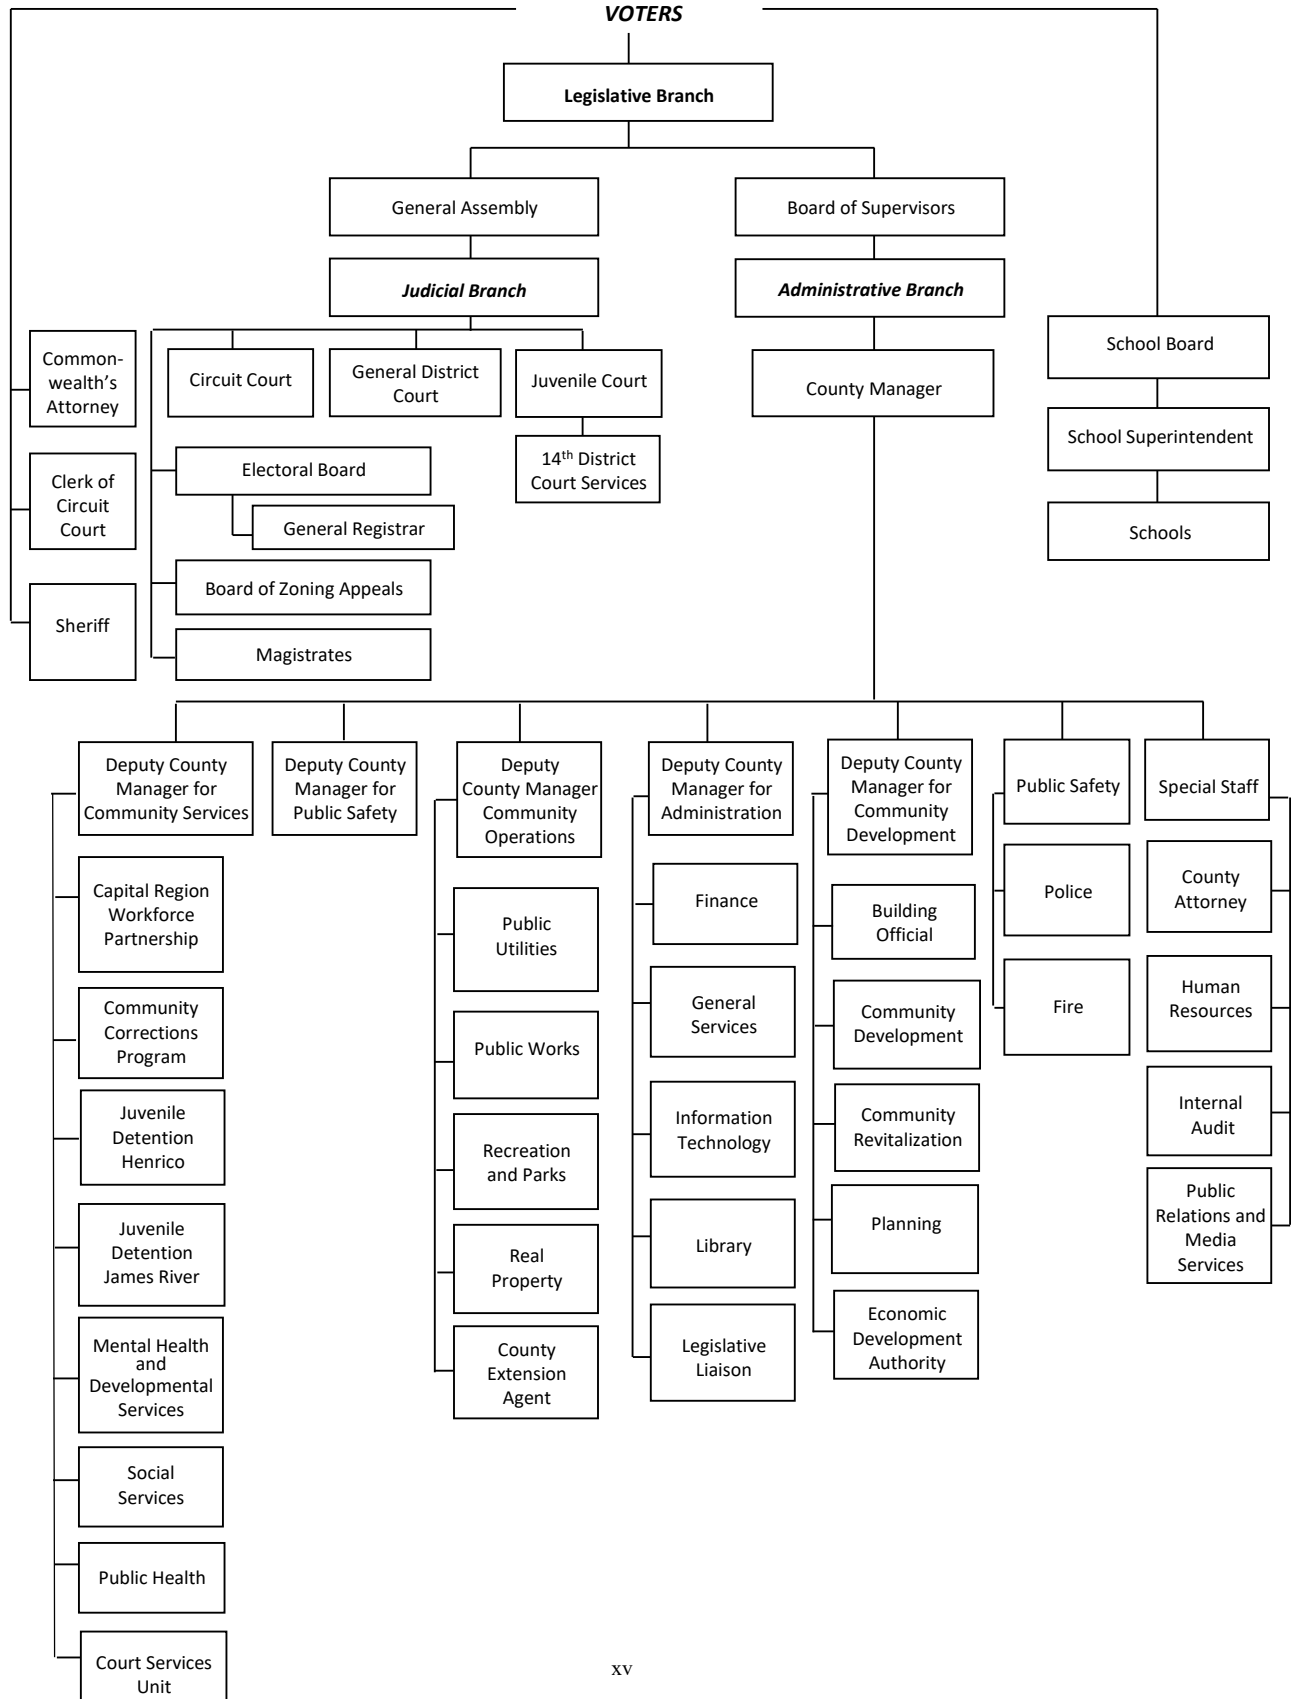 VOTERS
Legislative Branch
General Assembly
Board of Supervisors
Judicial Branch
Administrative Branch
Common-
wealth's
Attorney
Clerk of
Circuit
Court
Sheriff
Circuit Court
General District
Court
Juvenile Court
14th District
Court Services
Electoral Board
General Registrar
Board of Zoning Appeals
Magistrates
County Manager
School Board
School Superintendent
Schools
Deputy County
Manager for
Community Services
Capital Region
Workforce
Partnership
Community
Corrections
Program
Juvenile
Detention
Henrico
Juvenile
Detention
James River
Mental Health
and
Developmental
Services
Social
Services
Public Health
Court Services
Unit
Deputy County
Manager for
Public Safety
Deputy
County Manager
Community
Operations
Public
Utilities
Public Works
Recreation
and Parks
Real
Property
County
Extension
Agent
Deputy County
Manager for
Administration
Finance
General
Services
Information
Technology
Library
Legislative
Liaison
Deputy County
Manager for
Community
Development
Building
Official
Community
Development
Community
Revitalization
Planning
Economic
Development
Authority
Public Safety
Police
Fire
Special Staff
County
Attorney
Human
Resources
Internal
Audit
Public
Relations and
Media
Services
xv